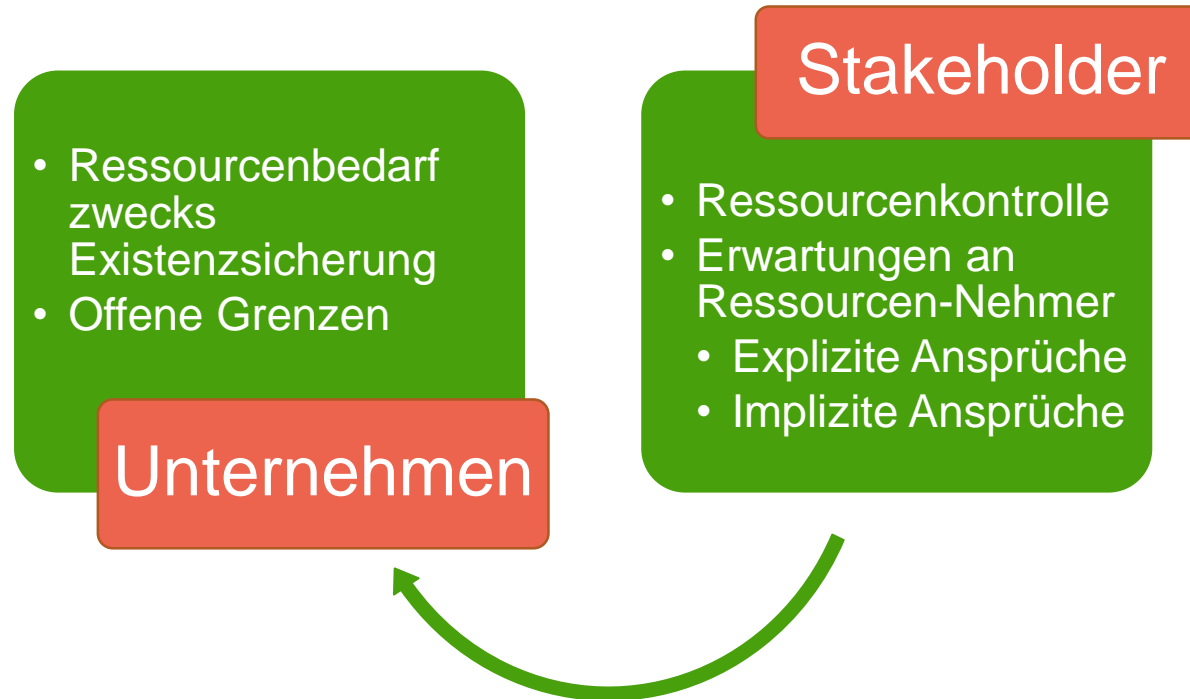 • Ressourcenbedarf
zwecks
Existenzsicherung
• Offene Grenzen
Unternehmen
Stakeholder
• Ressourcenkontrolle
• Erwartungen an
Ressourcen-Nehmer
• Explizite Ansprüche
• Implizite Ansprüche